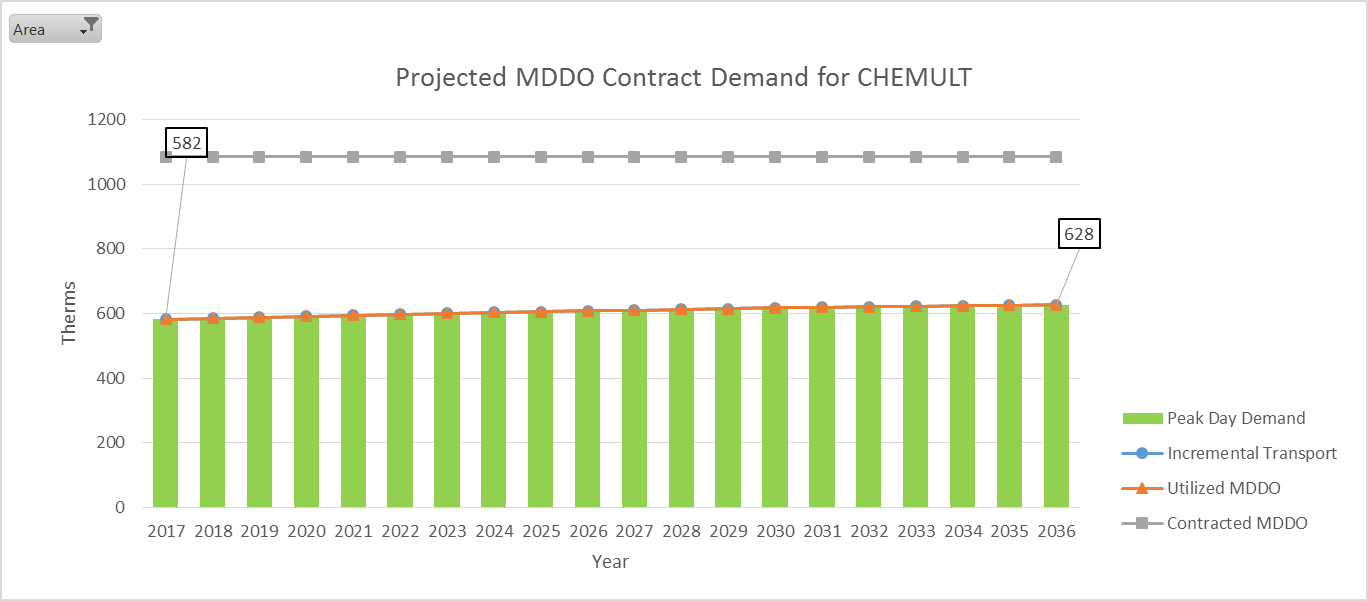 Area
Projected MDDO Contract Demand for CHEMULT
1200
1000
800
600
400
200
0
Therms
582
628
2017 2018 2019 2020 2021 2022 2023 2024 2025 2026 2027 2028 2029 2030 2031 2032 2033 2034 2035 2036
Year
Peak Day Demand
Incremental Transport
Utilized MDDO
Contracted MDDO